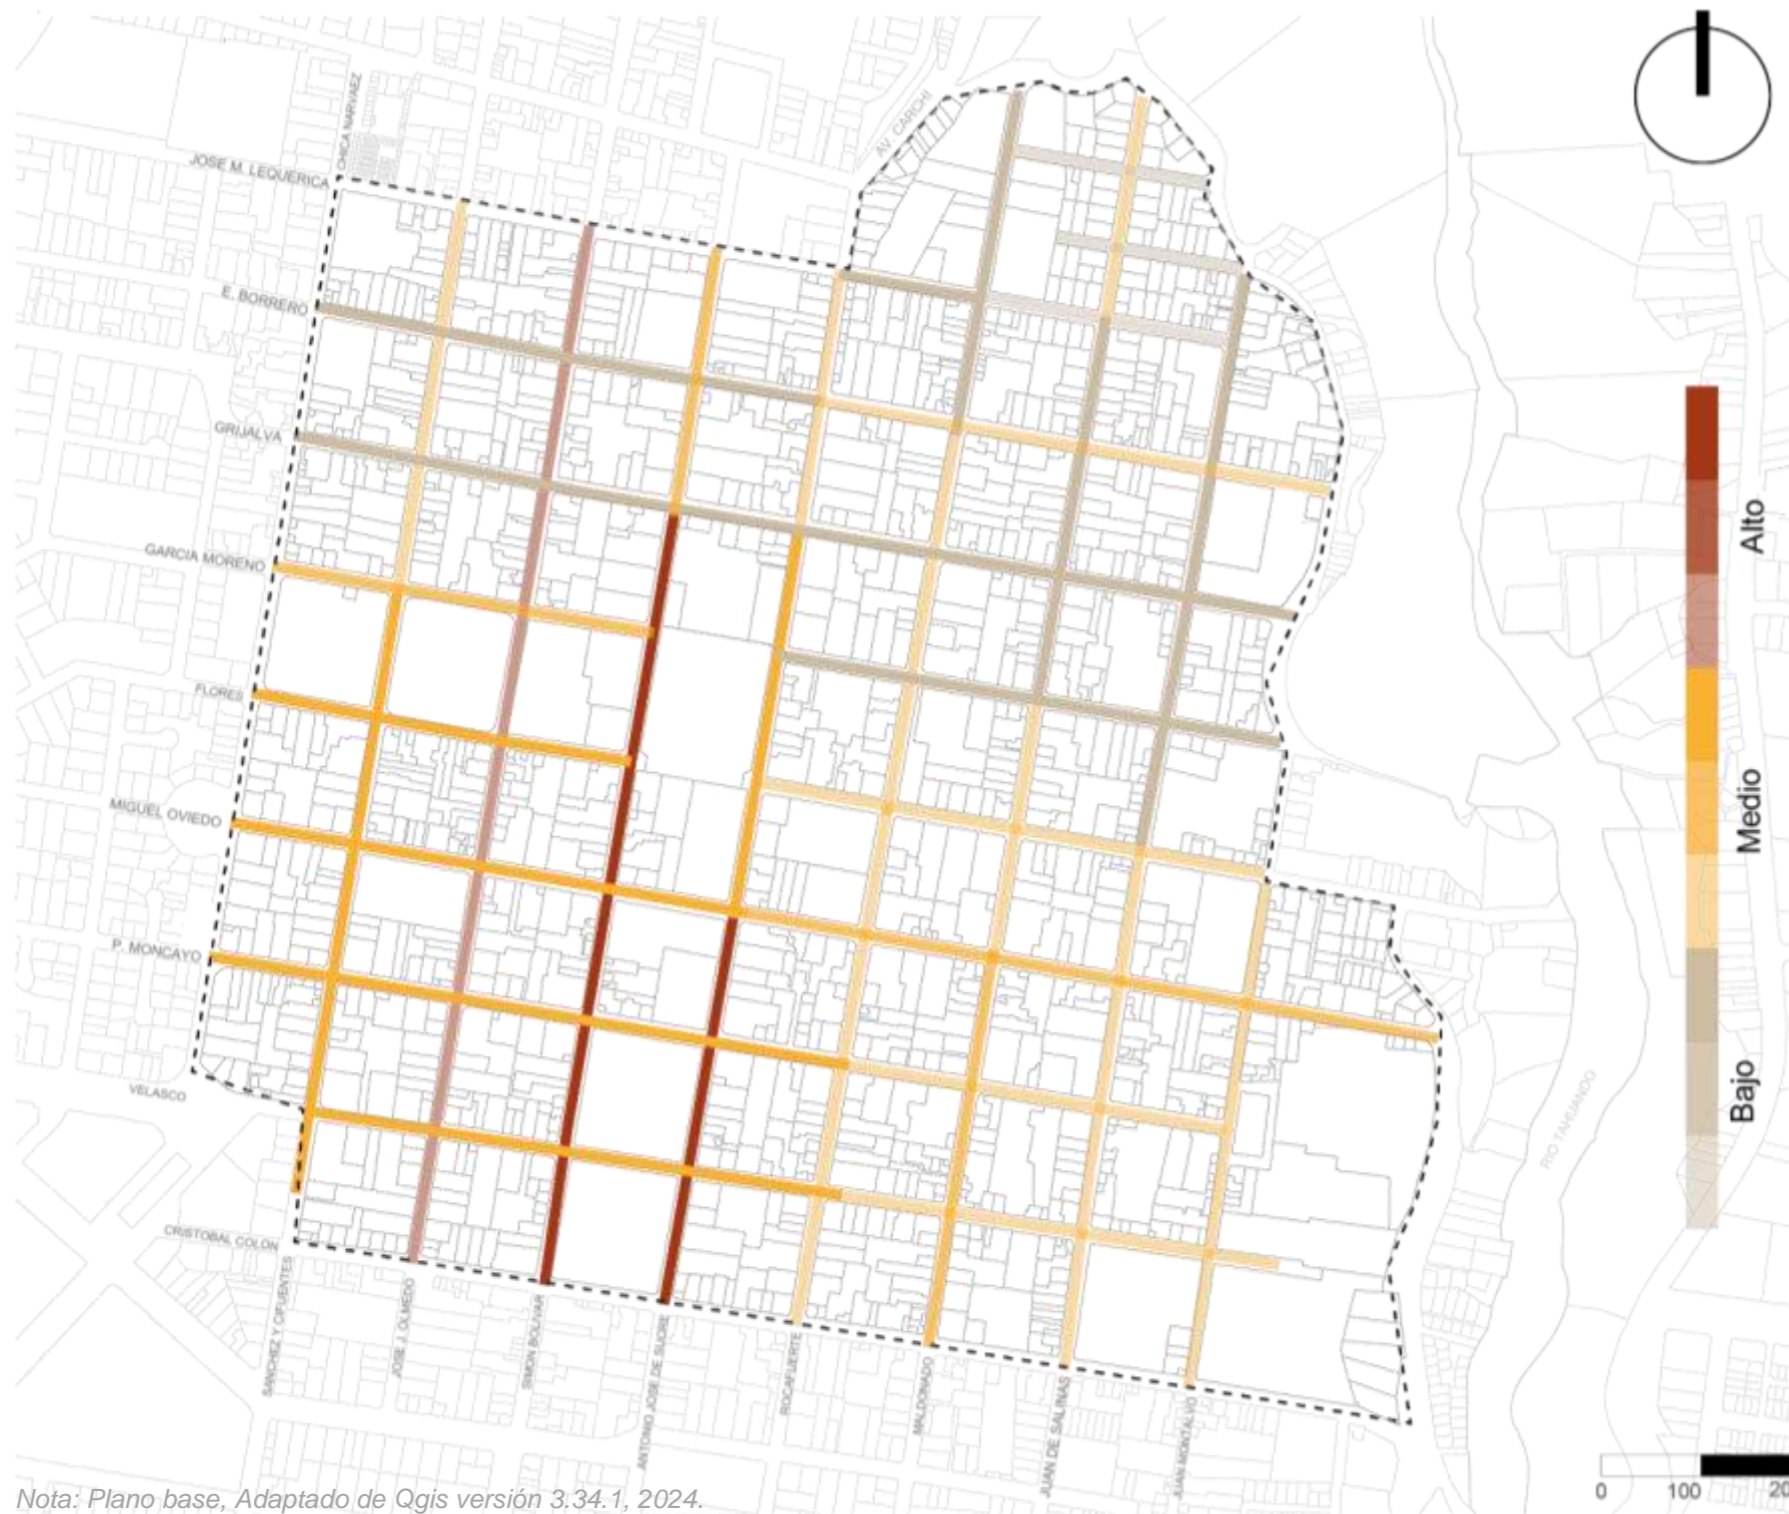 CHICA NARVAEZ
AV. CARCHI
JOSE M. LEQUERICA
E. BORRERO
GRIJALVA
GARCIA MORENO
FLORES
MIGUEL OVIEDO
P. MONCAYO
VELASCO
CRISTOBAL COLON
SANCHEZ Y CIFUENTES
JOSE J. OLMEDO
SIMON BOLIVAR
ANTONIO JOSE DE SUCRE
ROCAFUERTE
MALDONADO
JUAN DE SALINAS
JUAN MONTALVO
RIO TAHUANDO
Alto
Medio
Bajo
0 100 20
Nota: Plano base, Adaptado de Qgis versión 3.34.1, 2024.